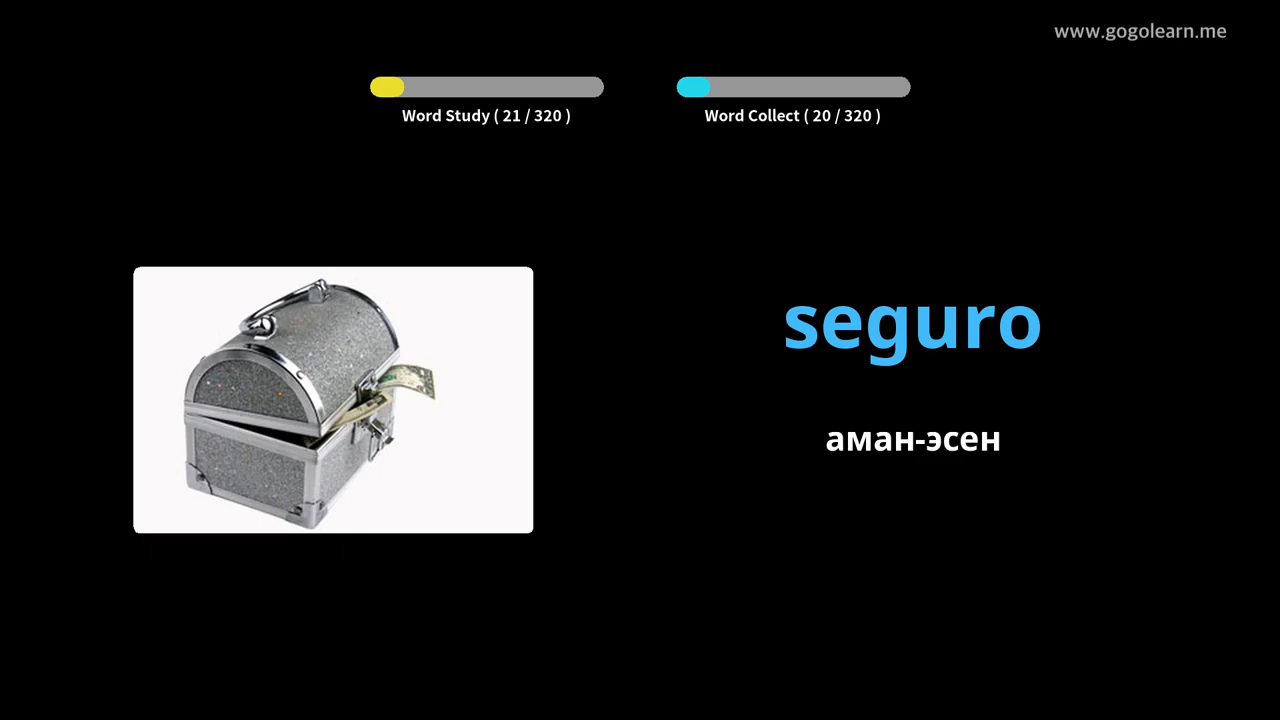 www.gogolearn.me
Word Study ( 21 / 320 )
Word Collect ( 20 / 320 )
seguro
аман-эсен